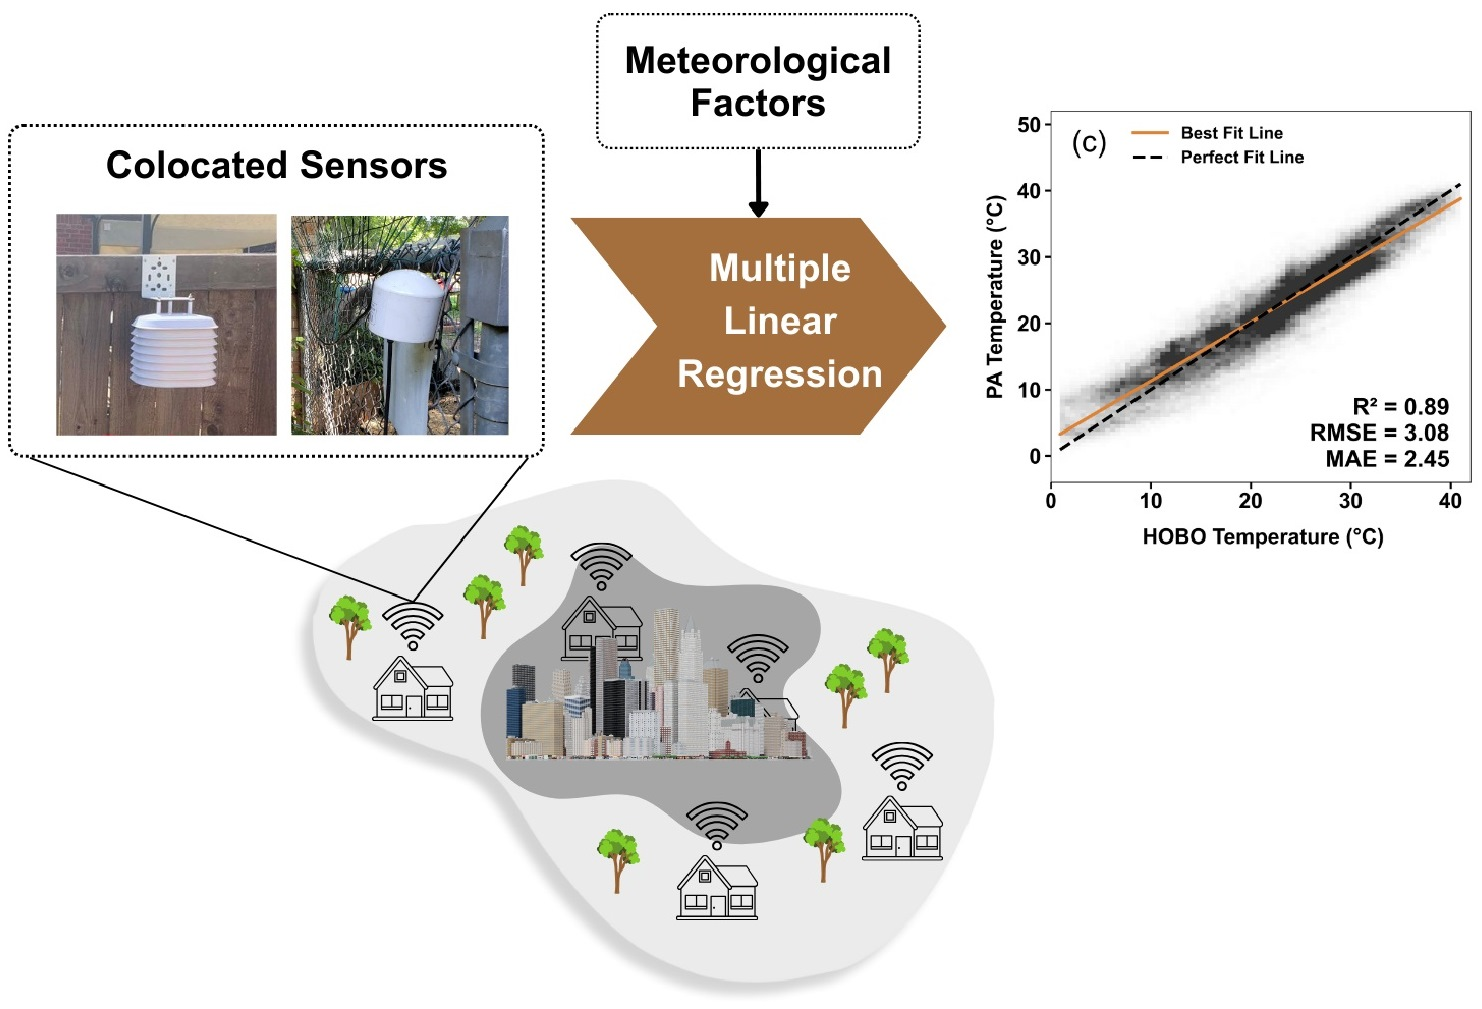 Meteorological
Factors
Colocated Sensors
Multiple
Linear
Regression
(c)
Best Fit Line
Perfect Fit Line
50
40
30
20
10
0
PA Temperature (°C)
R² = 0.89
RMSE = 3.08
MAE = 2.45
0 10 20 30 40
HOBO Temperature (°C)